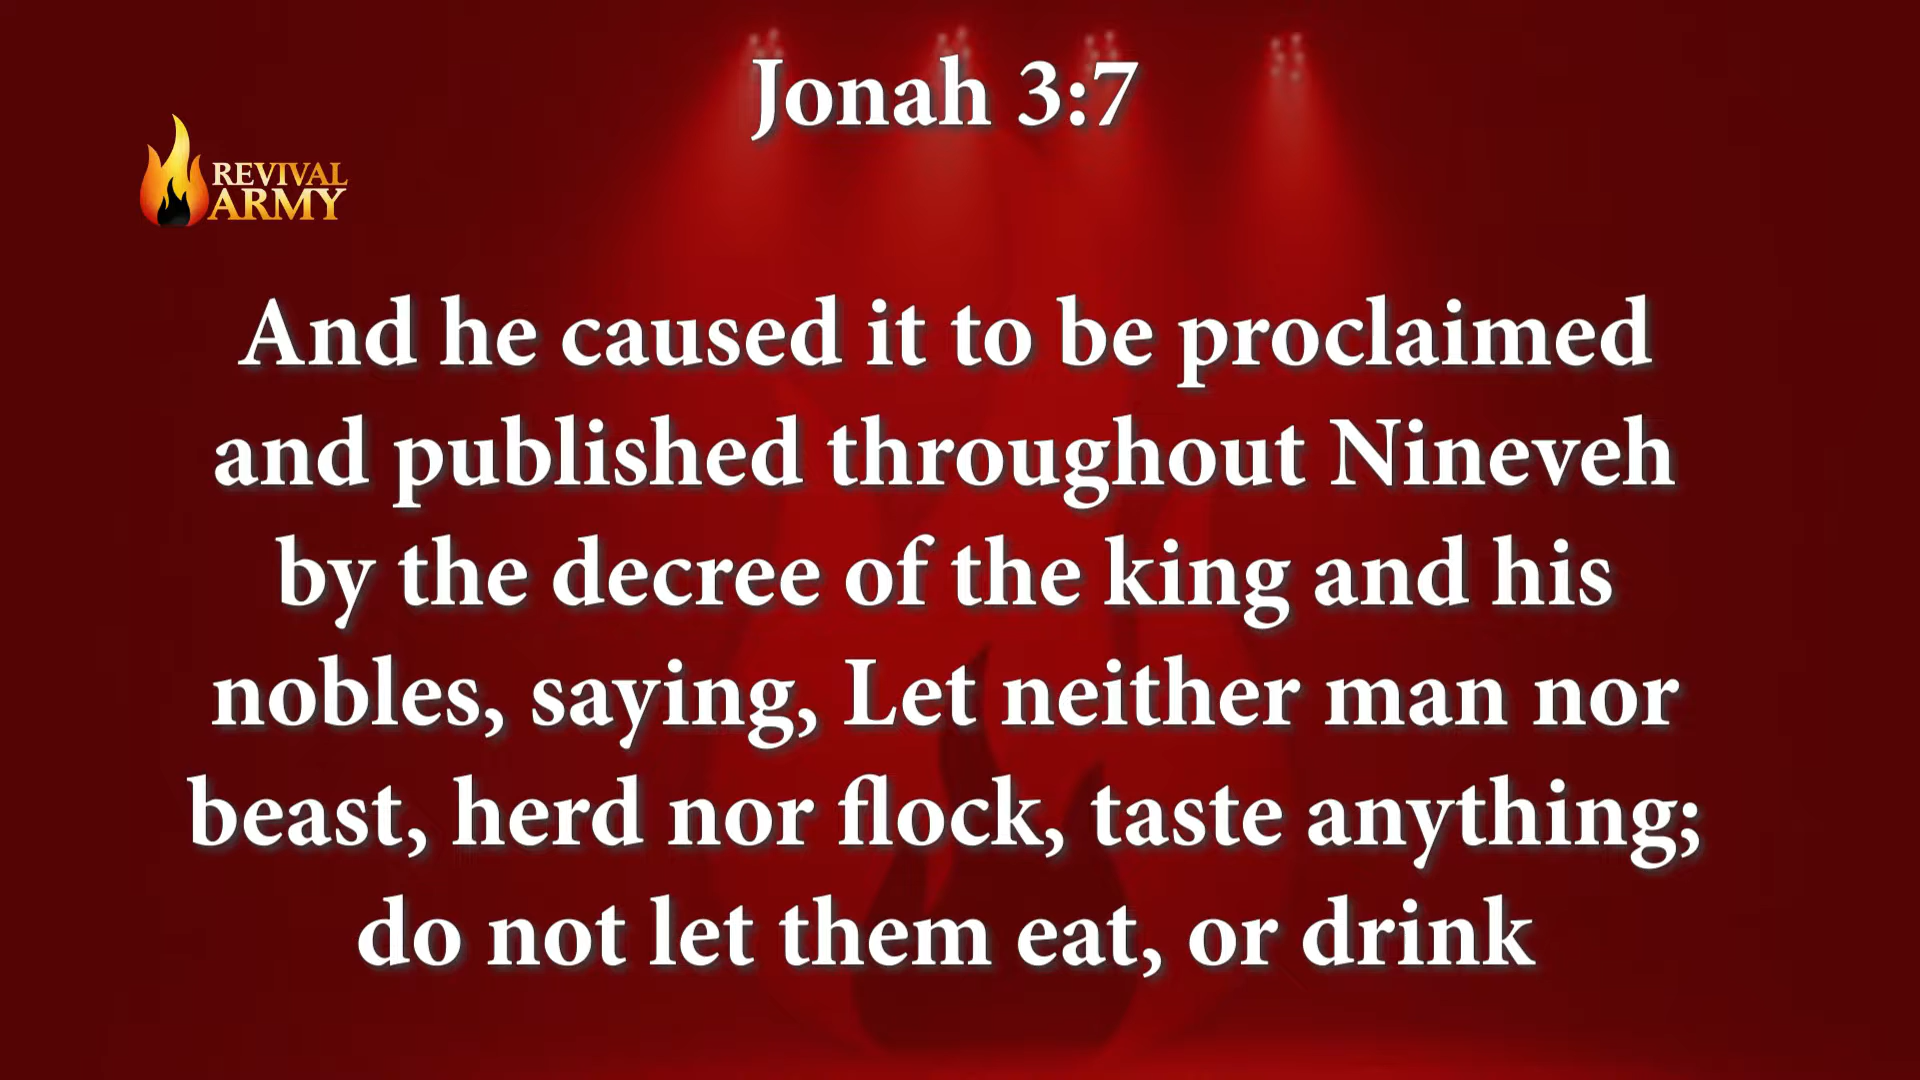 Jonah 3:7
REVIVAL
ARMY
And he caused it to be proclaimed
and published throughout Nineveh
by the decree of the king and his
nobles, saying, Let neither man nor
beast, herd nor flock, taste anything;
do not let them eat, or drink